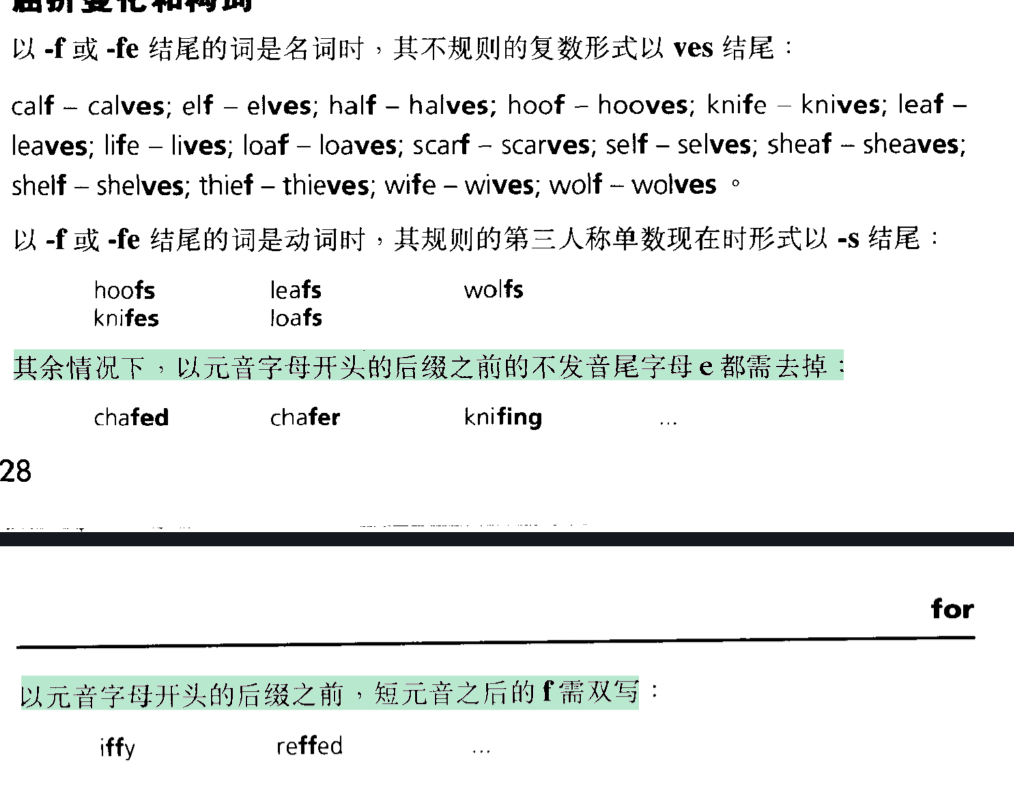 屈折变化和构词
以 -f 或 -fe 结尾的词是名词时，其不规则的复数形式以 ves 结尾：
calf – calves; elf – elves; half – halves; hoof – hooves; knife – knives; leaf –
leaves; life – lives; loaf – loaves; scarf – scarves; self – selves; sheaf – sheaves;
shelf – shelves; thief – thieves; wife – wives; wolf – wolves 。
以 -f 或 -fe 结尾的词是动词时，其规则的第三人称单数现在时形式以 -s 结尾：
hoofs leafs wolfs
knifes loafs
其余情况下，以元音字母开头的后缀之前的不发音尾字母 e 都需去掉：
chafed chafer knifing ...
28
for
以元音字母开头的后缀之前，短元音之后的 f 需双写：
iffy reffed ...